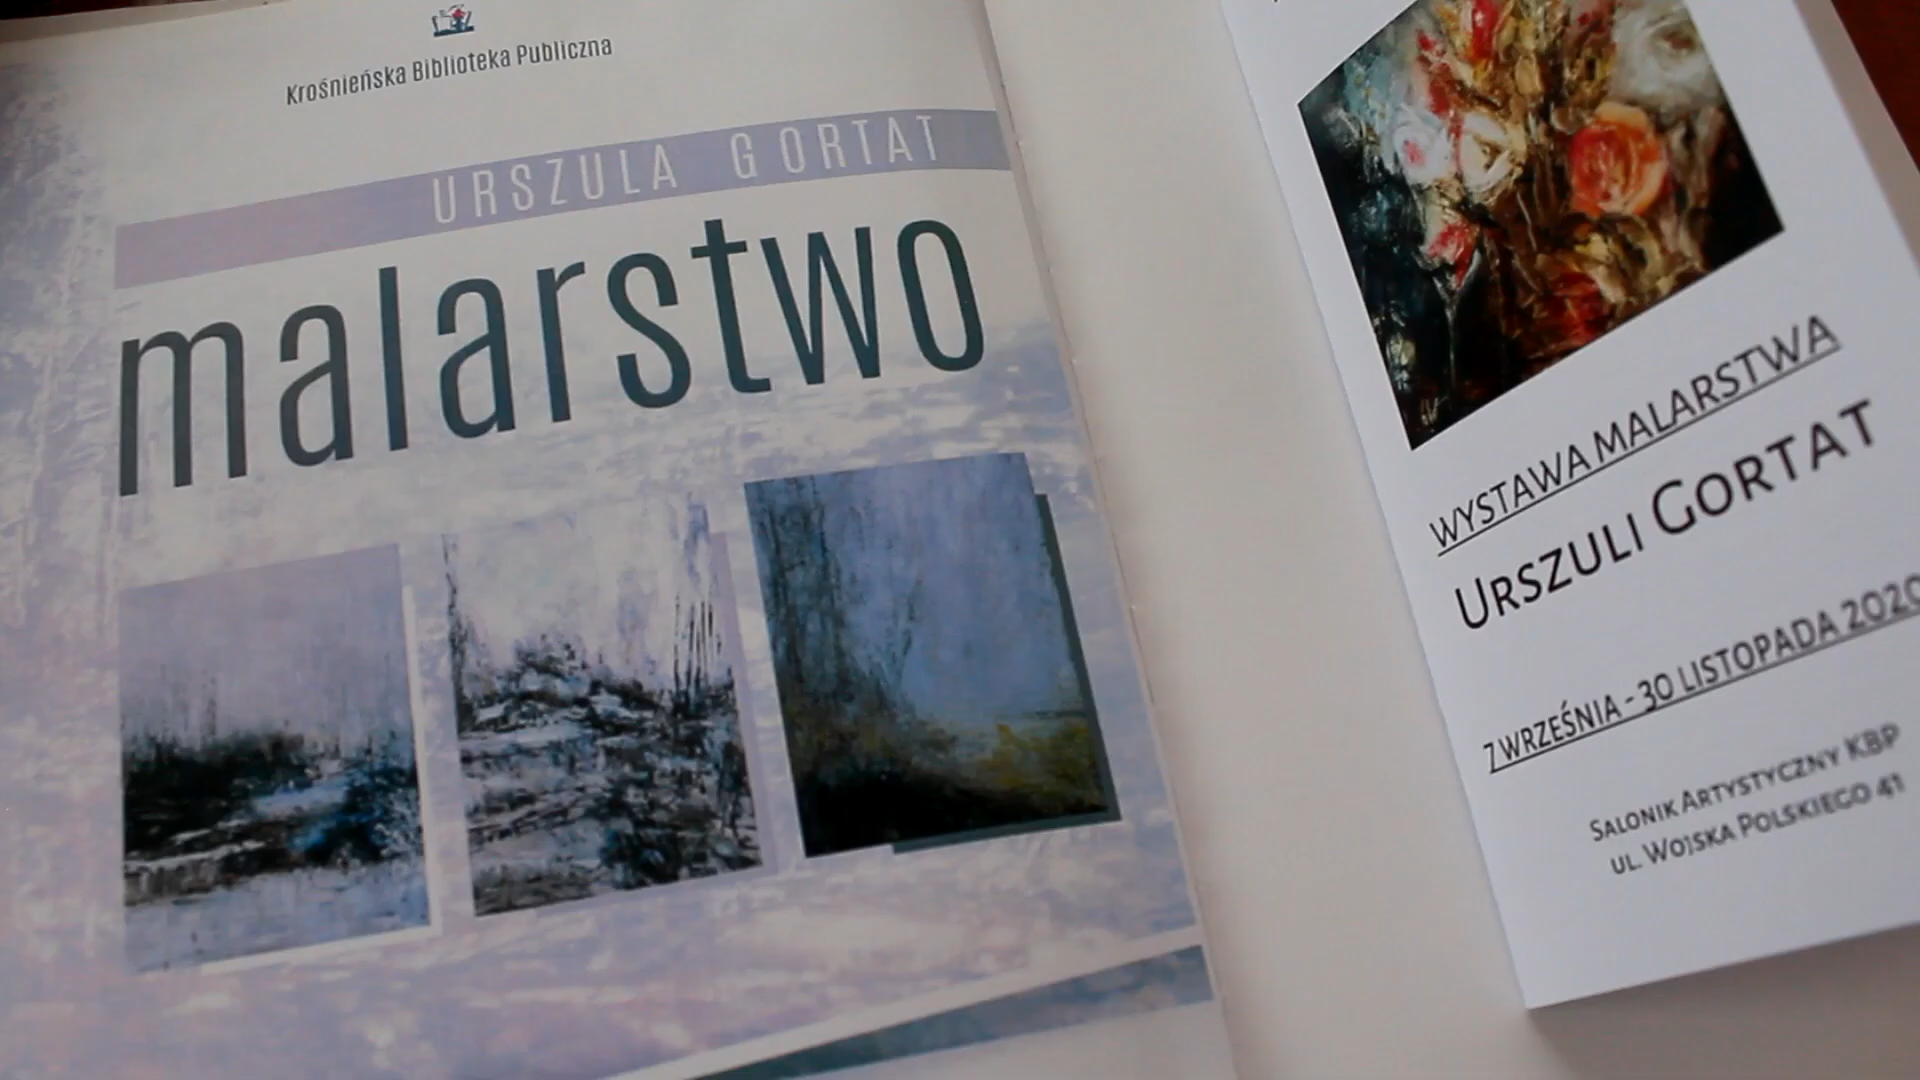 Krośnieńska Biblioteka Publiczna
URSZULA GORTAT
malarstwo
WYSTAWA MALARSTWA
URSZULI GORTAT
7 WRZEŚNIA - 30 LISTOPADA 2020
SALONIK ARTYSTYCZNY KBP
UL. WOJSKA POLSKIEGO 41